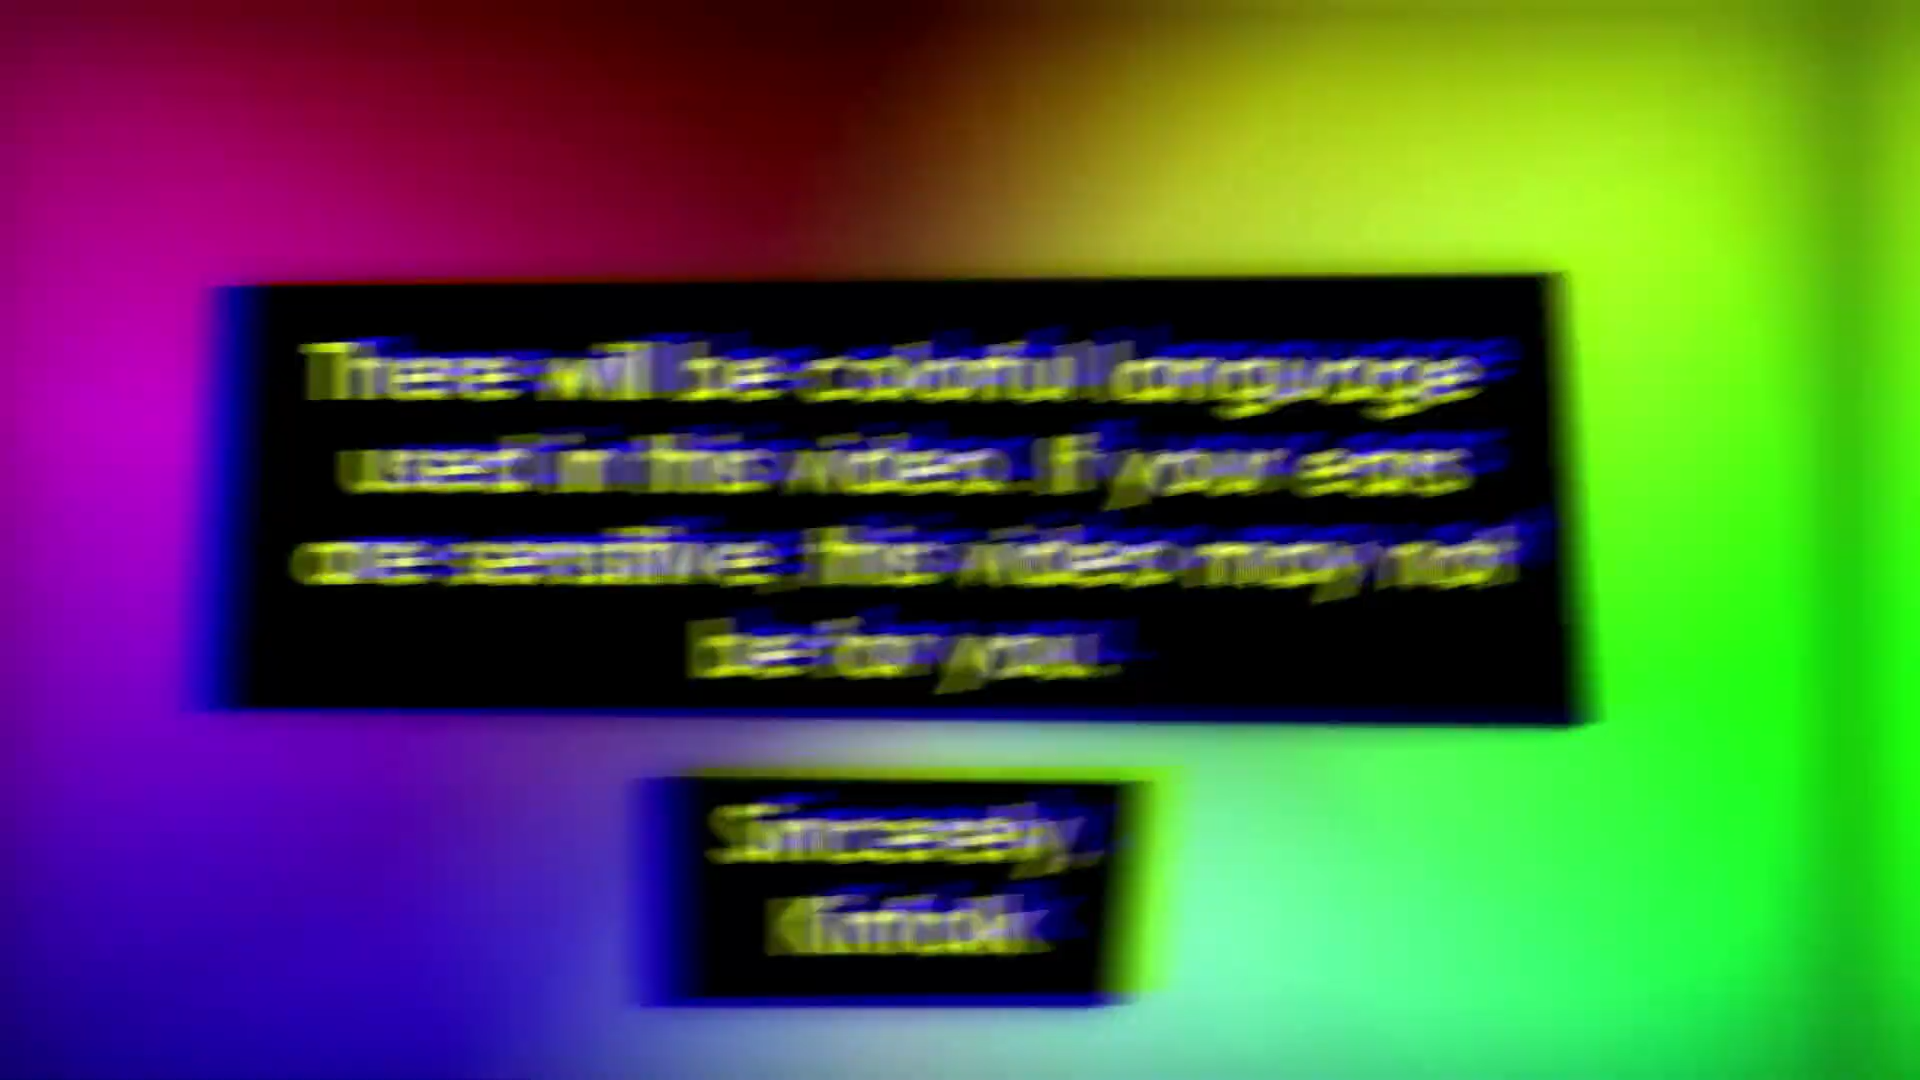 There will be colorful language
used in this video. If your ears
are sensitive, this video may not
be for you.
Sincerely,